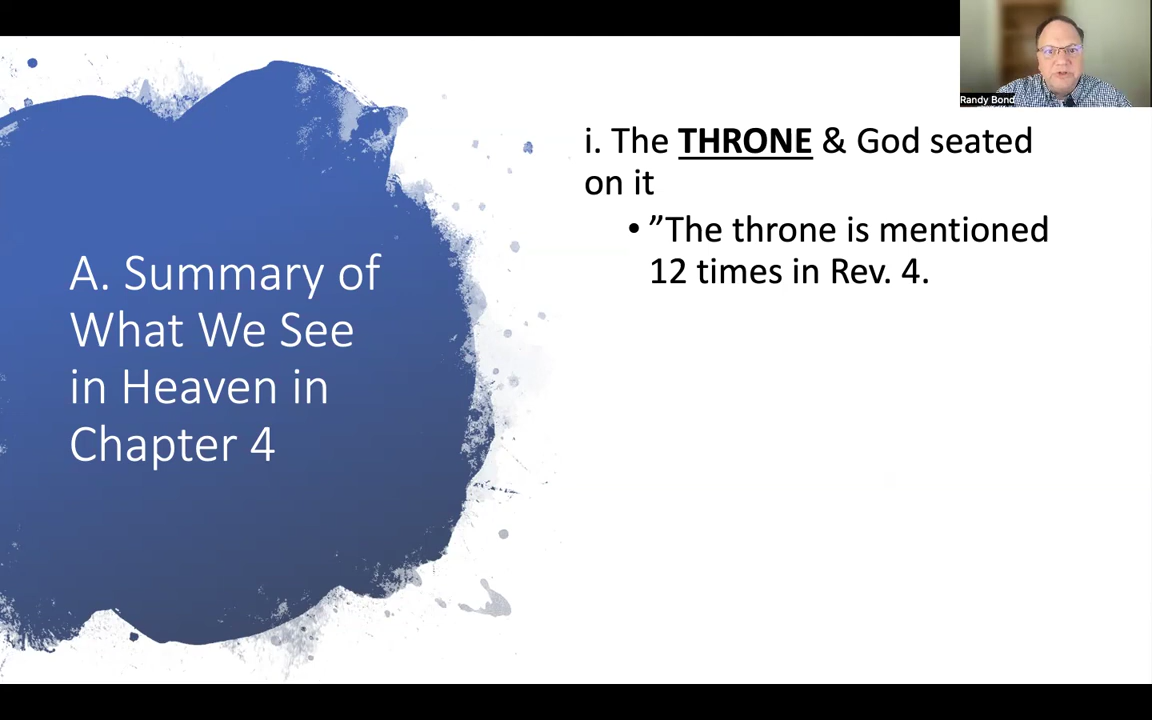 Randy Bond
i. The THRONE & God seated
on it
• ”The throne is mentioned
12 times in Rev. 4.
A. Summary of
What We See
in Heaven in
Chapter 4